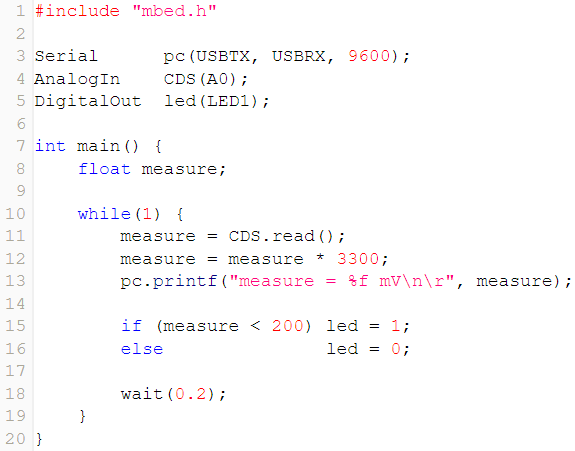 1 #include "mbed.h"
2
3 Serial      pc(USBTX, USBRX, 9600);
4 AnalogIn    CDS(A0);
5 DigitalOut  led(LED1);
6
7 int main() {
8     float measure;
9
10     while(1) {
11         measure = CDS.read();
12         measure = measure * 3300;
13         pc.printf("measure = %f mV\n\r", measure);
14
15         if (measure < 200) led = 1;
16         else               led = 0;
17
18         wait(0.2);
19     }
20 }